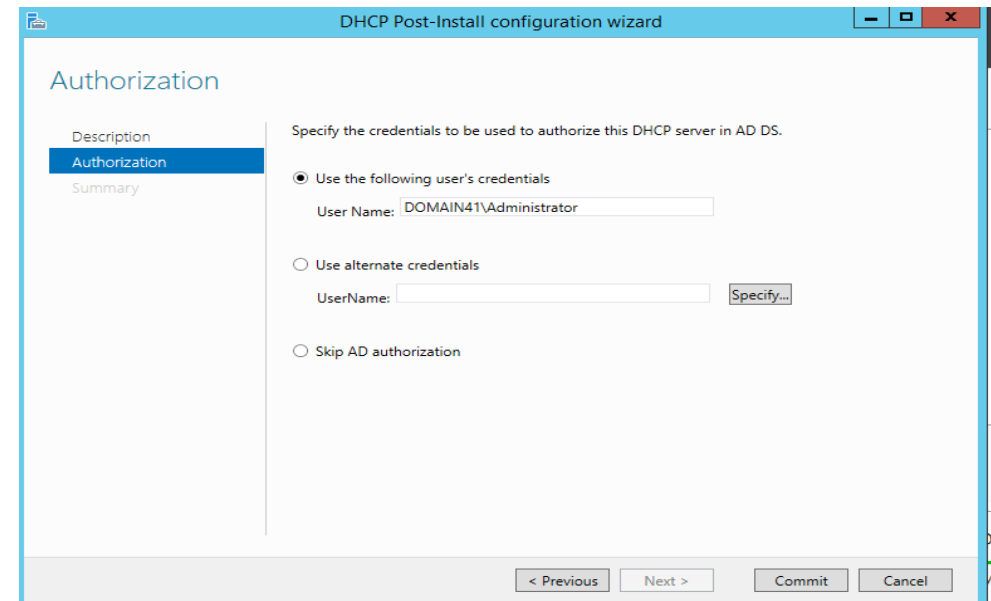 DHCP Post-Install configuration wizard
Authorization
Description
Authorization
Summary
Specify the credentials to be used to authorize this DHCP server in AD DS.
Use the following user's credentials
User Name: DOMAIN41\Administrator
Use alternate credentials
UserName:
Specify...
Skip AD authorization
< Previous
Next >
Commit
Cancel